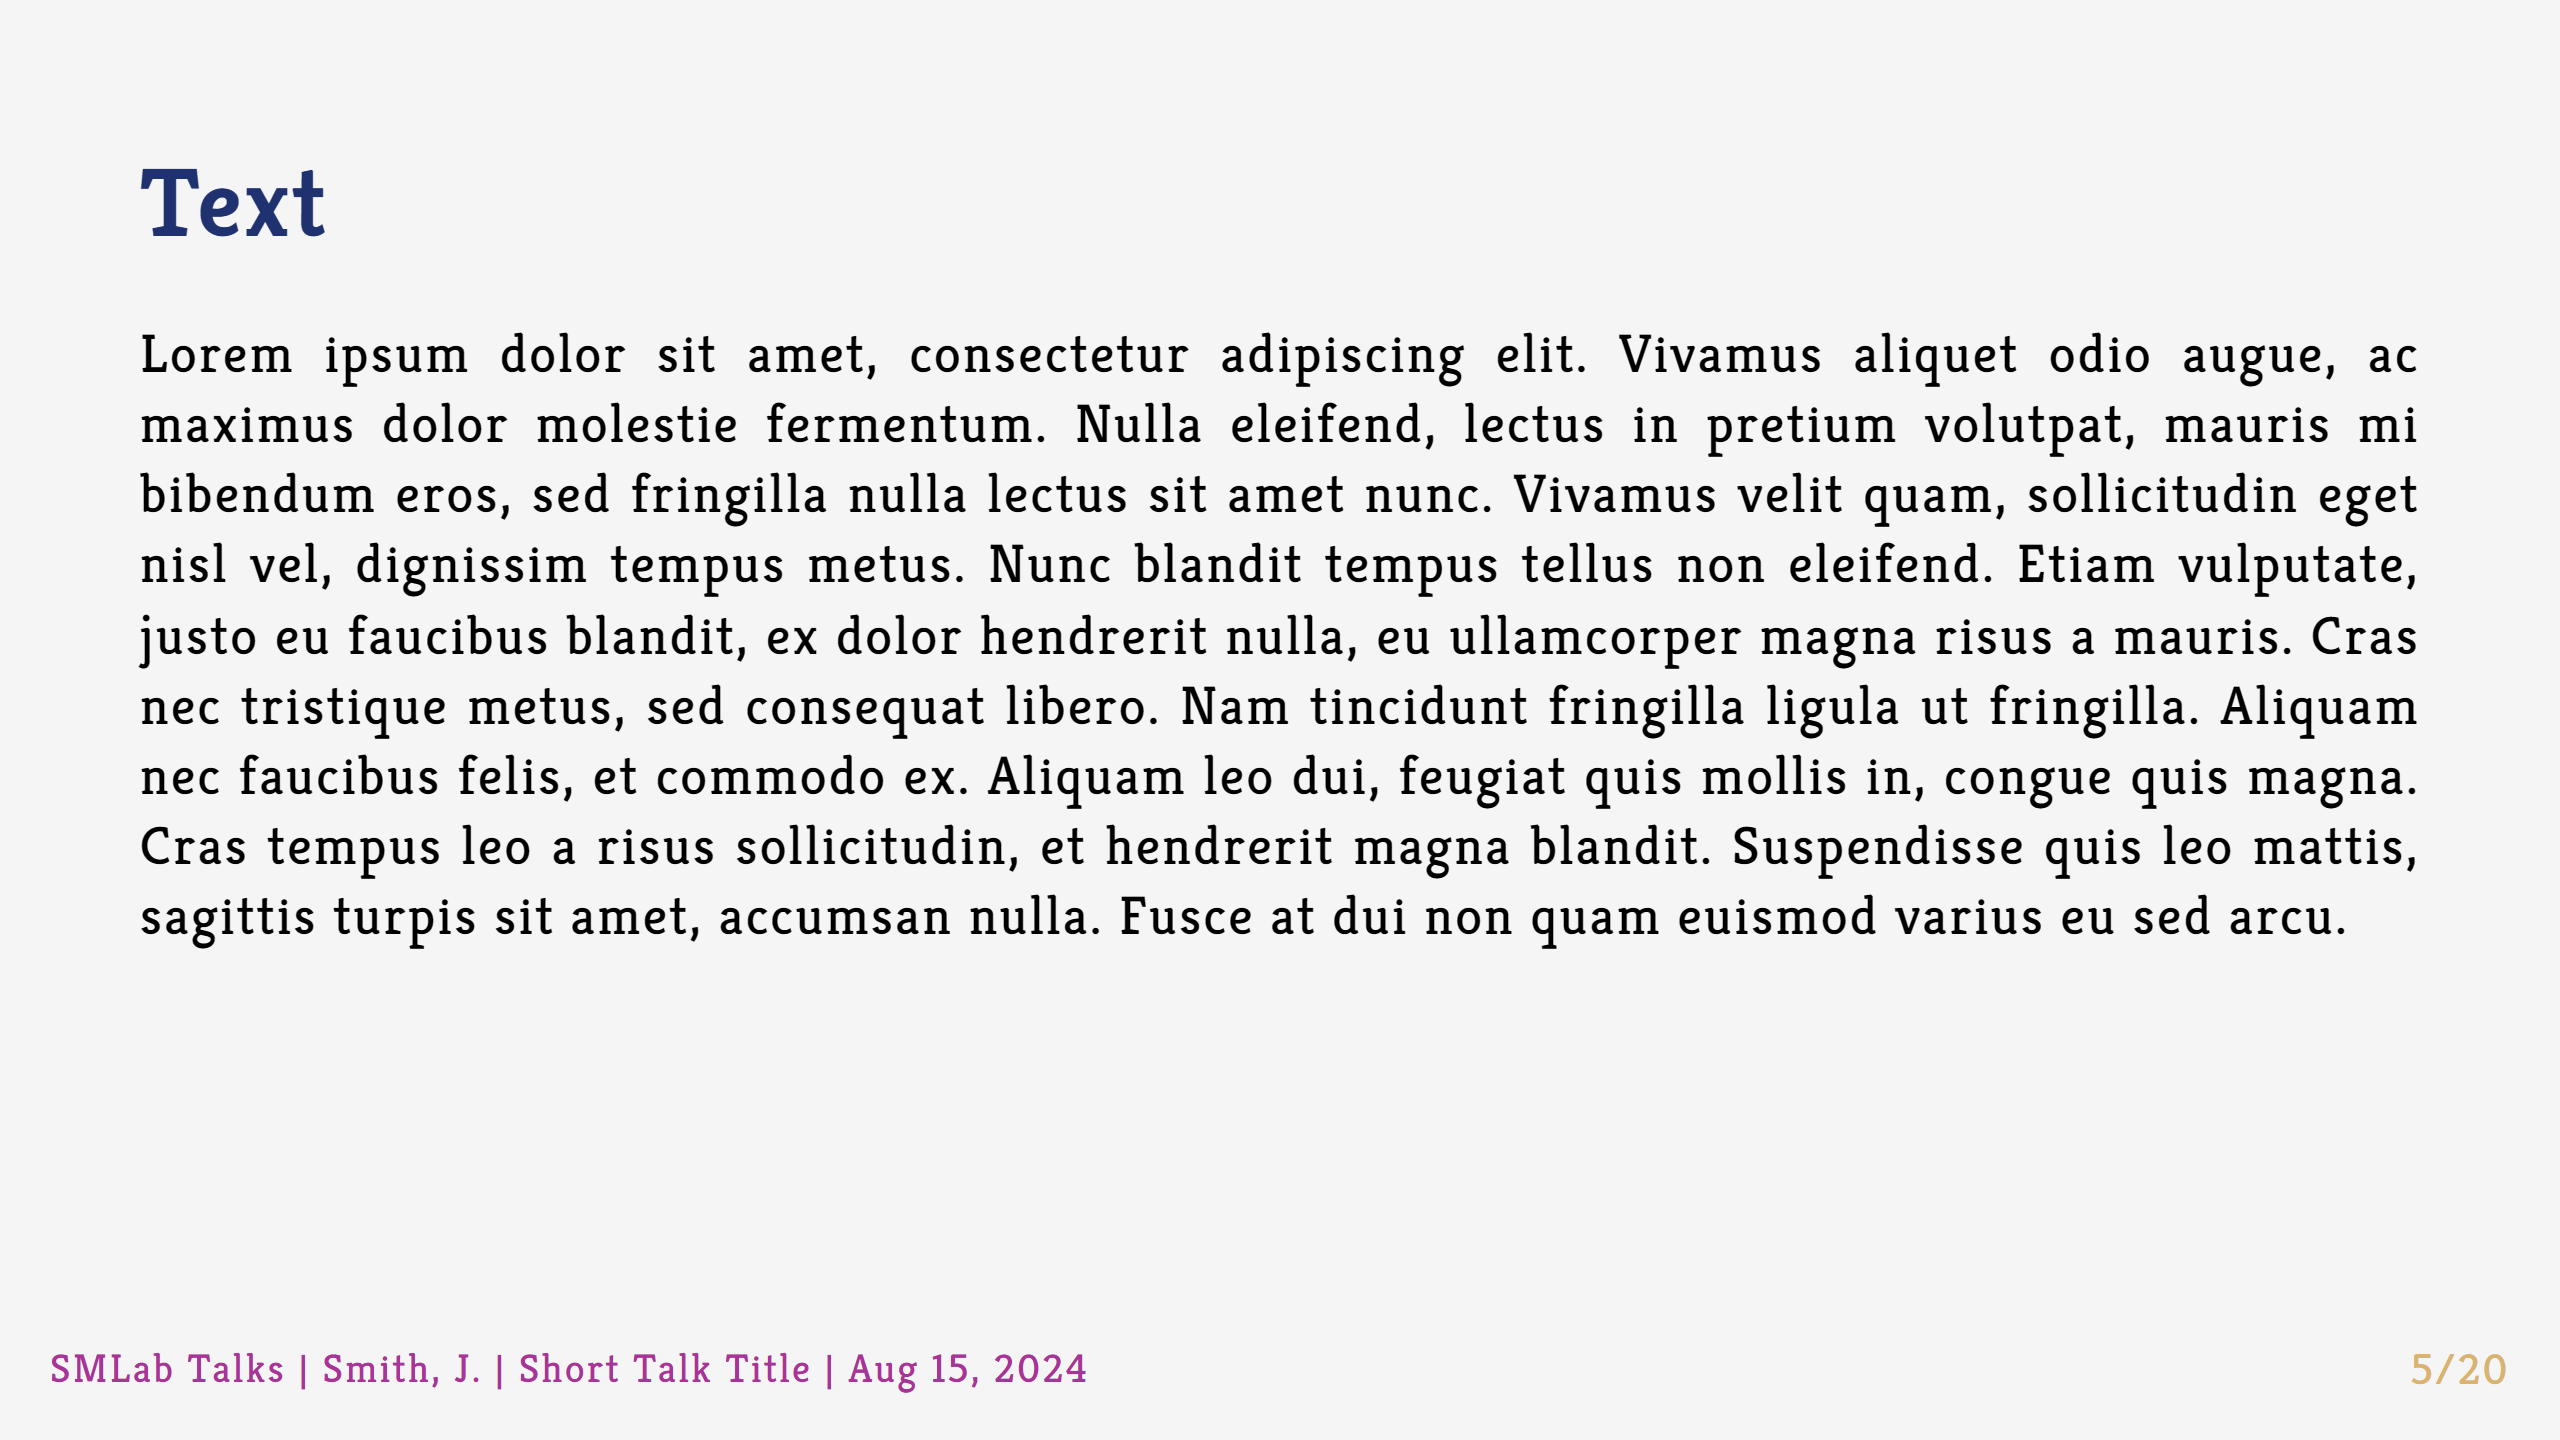 Text
Lorem ipsum dolor sit amet, consectetur adipiscing elit. Vivamus aliquet odio augue, ac
maximus dolor molestie fermentum. Nulla eleifend, lectus in pretium volutpat, mauris mi
bibendum eros, sed fringilla nulla lectus sit amet nunc. Vivamus velit quam, sollicitudin eget
nisl vel, dignissim tempus metus. Nunc blandit tempus tellus non eleifend. Etiam vulputate,
justo eu faucibus blandit, ex dolor hendrerit nulla, eu ullamcorper magna risus a mauris. Cras
nec tristique metus, sed consequat libero. Nam tincidunt fringilla ligula ut fringilla. Aliquam
nec faucibus felis, et commodo ex. Aliquam leo dui, feugiat quis mollis in, congue quis magna.
Cras tempus leo a risus sollicitudin, et hendrerit magna blandit. Suspendisse quis leo mattis,
sagittis turpis sit amet, accumsan nulla. Fusce at dui non quam euismod varius eu sed arcu.
SMLab Talks | Smith, J. | Short Talk Title | Aug 15, 2024
5/20